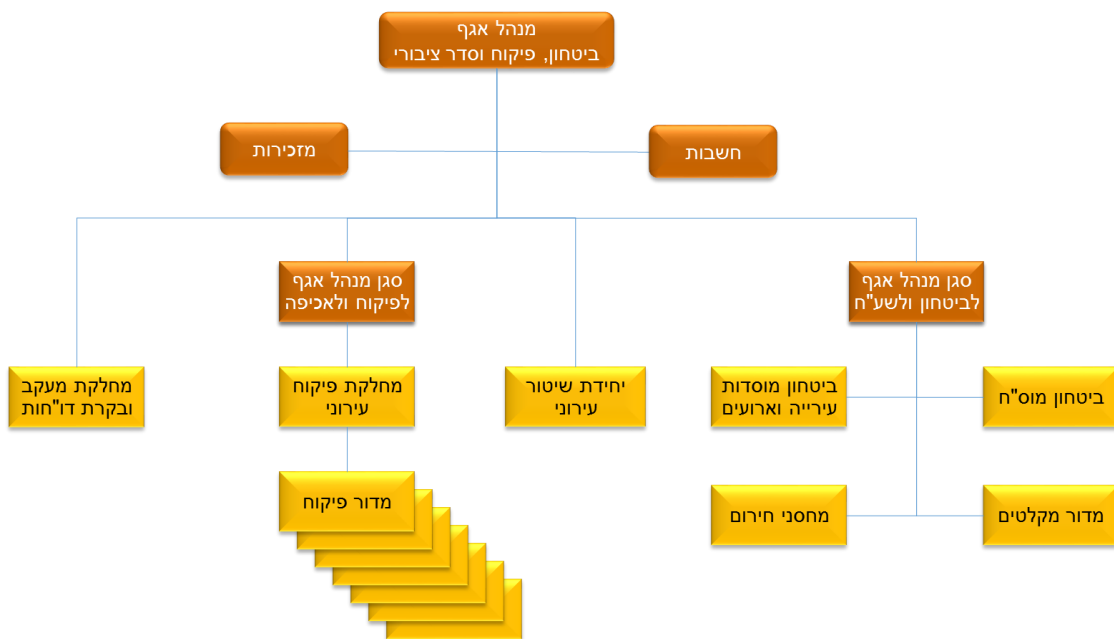 מנהל אגף
ביטחון, פיקוח וסדר ציבורי
חשבות
מזכירות
סגן מנהל אגף
לביטחון ולשע"ח
סגן מנהל אגף
לפיקוח ולאכיפה
ביטחון מוס"ח
ביטחון מוסדות
עירייה וארועים
יחידת שיטור
עירוני
מחלקת פיקוח
עירוני
מחלקת מעקב
ובקרת דו"חות
מדור מקלטים
מחסני חירום
מדור פיקוח